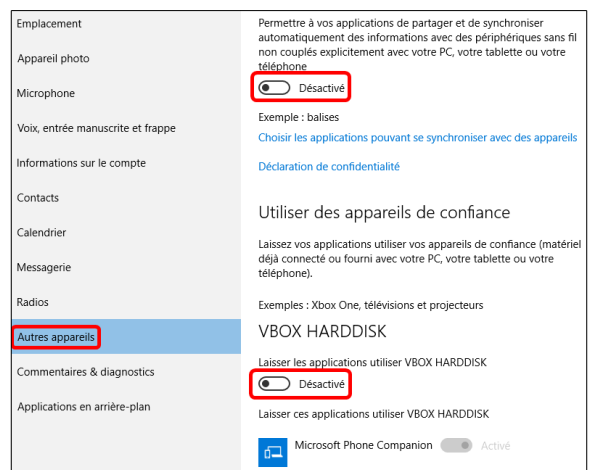 Emplacement
Appareil photo
Microphone
Voix, entrée manuscrite et frappe
Informations sur le compte
Contacts
Calendrier
Messagerie
Radios
Autres appareils
Commentaires & diagnostics
Applications en arrière-plan
Permettre à vos applications de partager et de synchroniser
automatiquement des informations avec des périphériques sans fil
non couplés explicitement avec votre PC, votre tablette ou votre
téléphone
Désactivé
Exemple : balises
Choisir les applications pouvant se synchroniser avec des appareils
Déclaration de confidentialité
Utiliser des appareils de confiance
Laissez vos applications utiliser vos appareils de confiance (matériel
déjà connecté ou fourni avec votre PC, votre tablette ou votre
téléphone).
Exemples : Xbox One, télévisions et projecteurs
VBOX HARDDISK
Laisser les applications utiliser VBOX HARDDISK
Désactivé
Laisser ces applications utiliser VBOX HARDDISK
Microsoft Phone Companion Activé